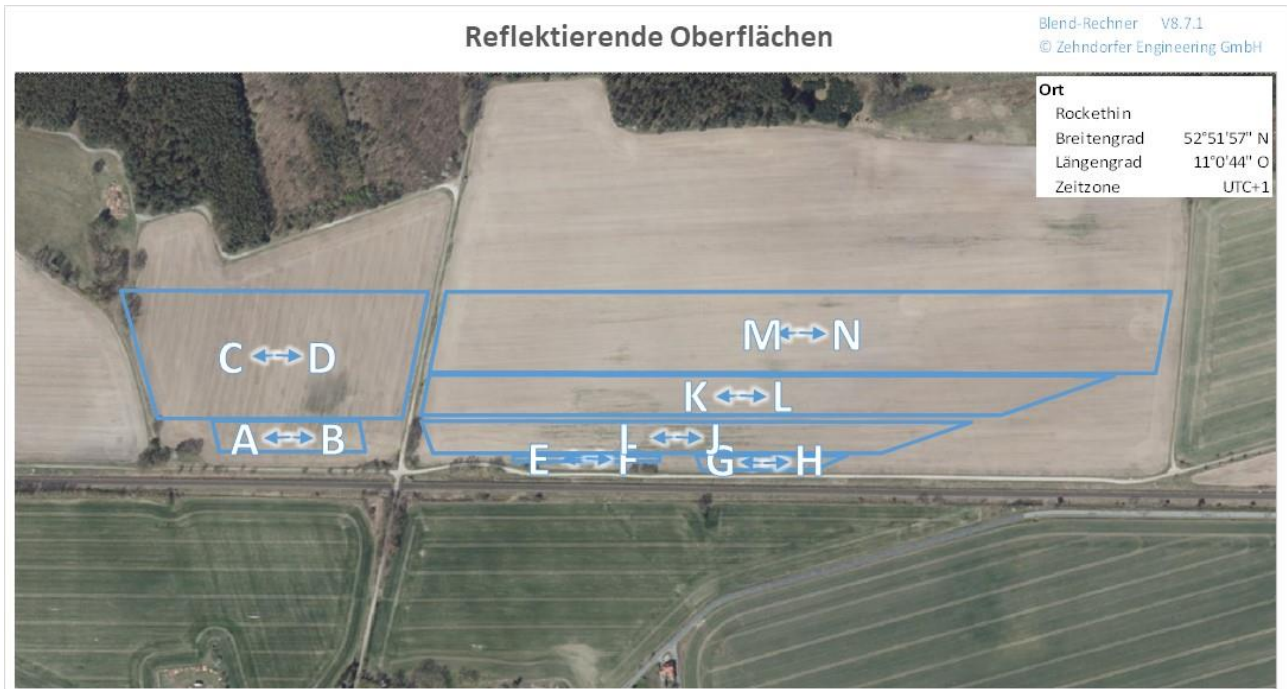 Reflektierende Oberflächen
Blend-Rechner V8.7.1
© Zehndorfer Engineering GmbH
Ort
Rockethin
Breitengrad 52°51'57" N
Längengrad 11°0'44" O
Zeitzone UTC+1
M N
C D
K L
A B
I J
E F
G H